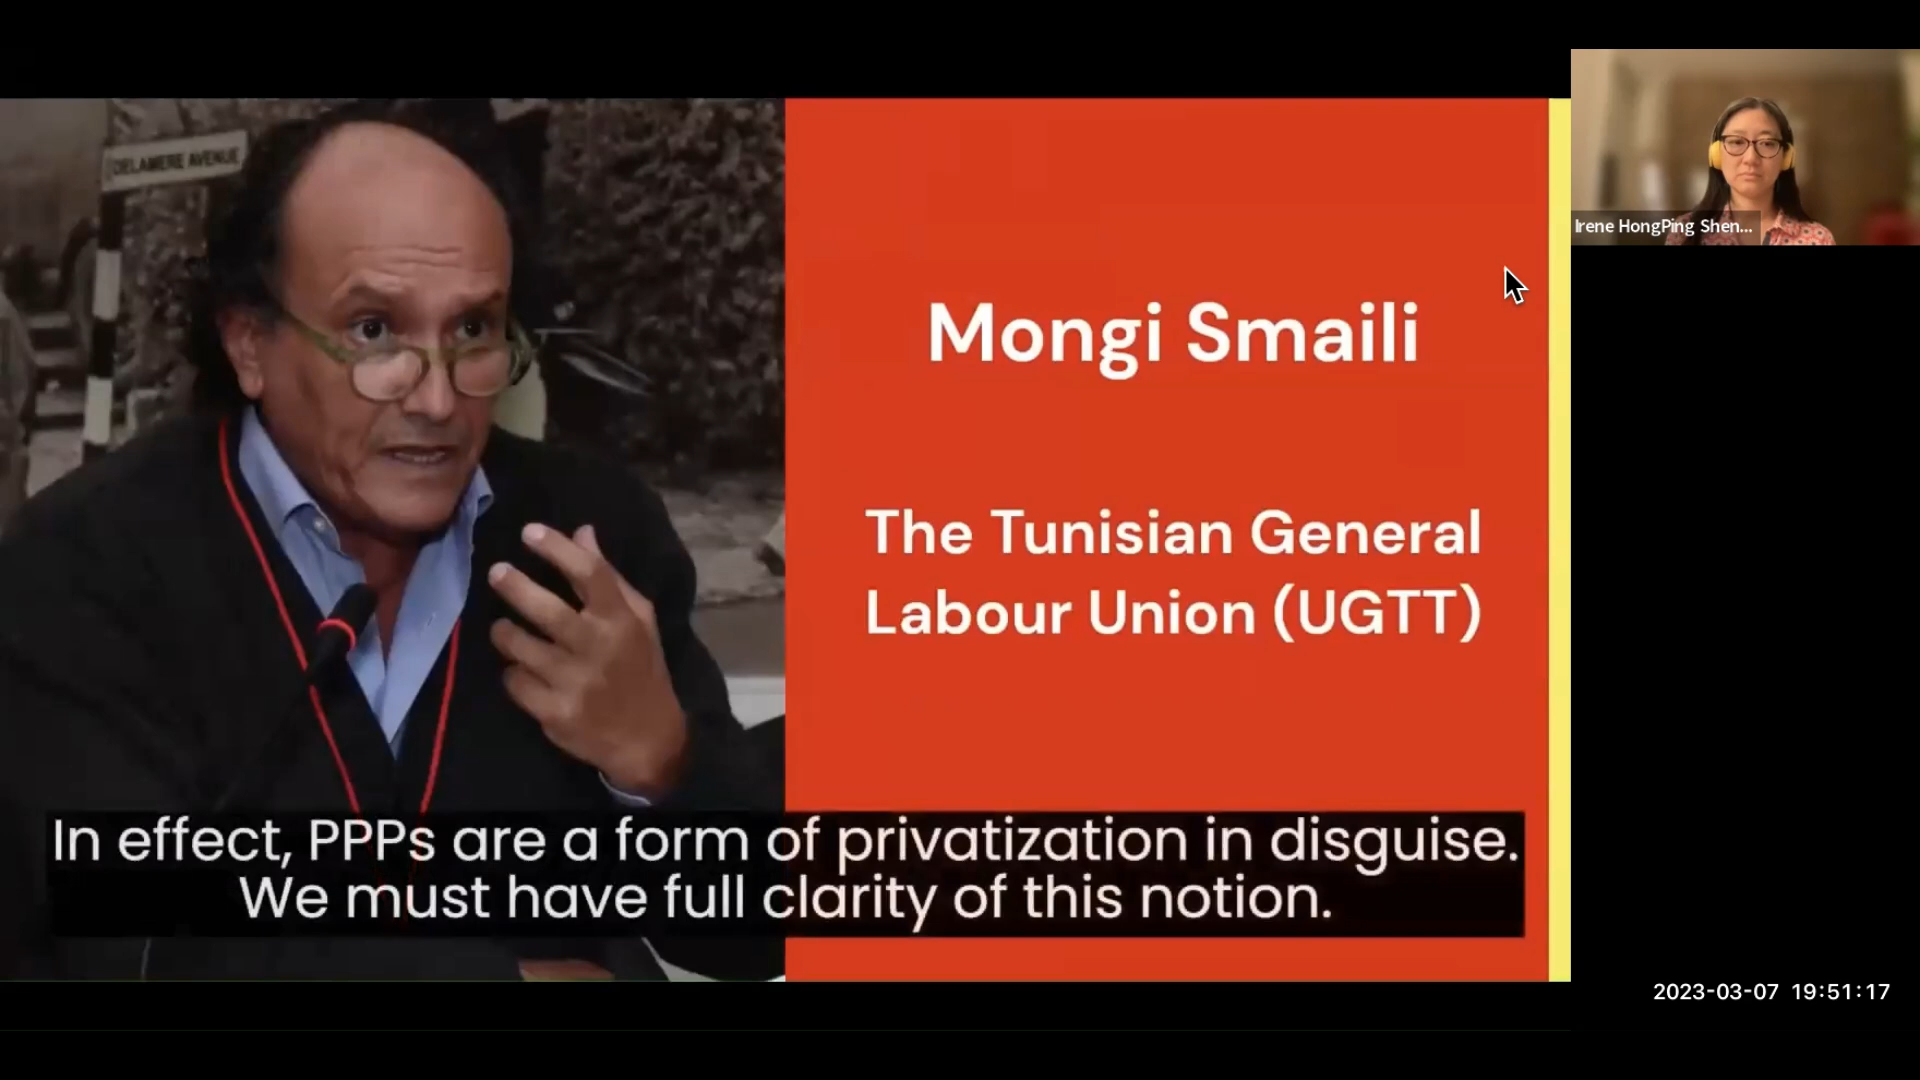 DELAMERE AVENUE
Mongi Smaili
The Tunisian General
Labour Union (UGTT)
In effect, PPPs are a form of privatization in disguise.
We must have full clarity of this notion.
Irene HongPing Shen...
2023-03-07 19:51:17